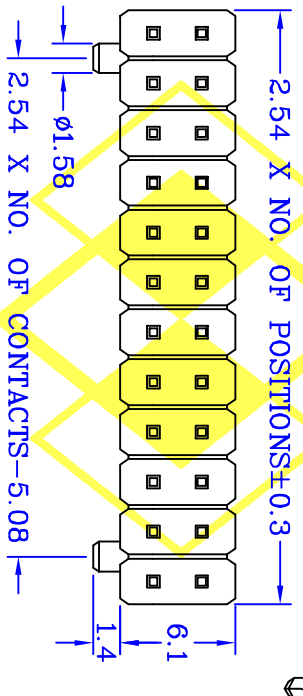 2.54 X NO. OF POSITIONS±0.3
6.1
1.4
ø1.58
2.54 X NO. OF CONTACTS-5.08